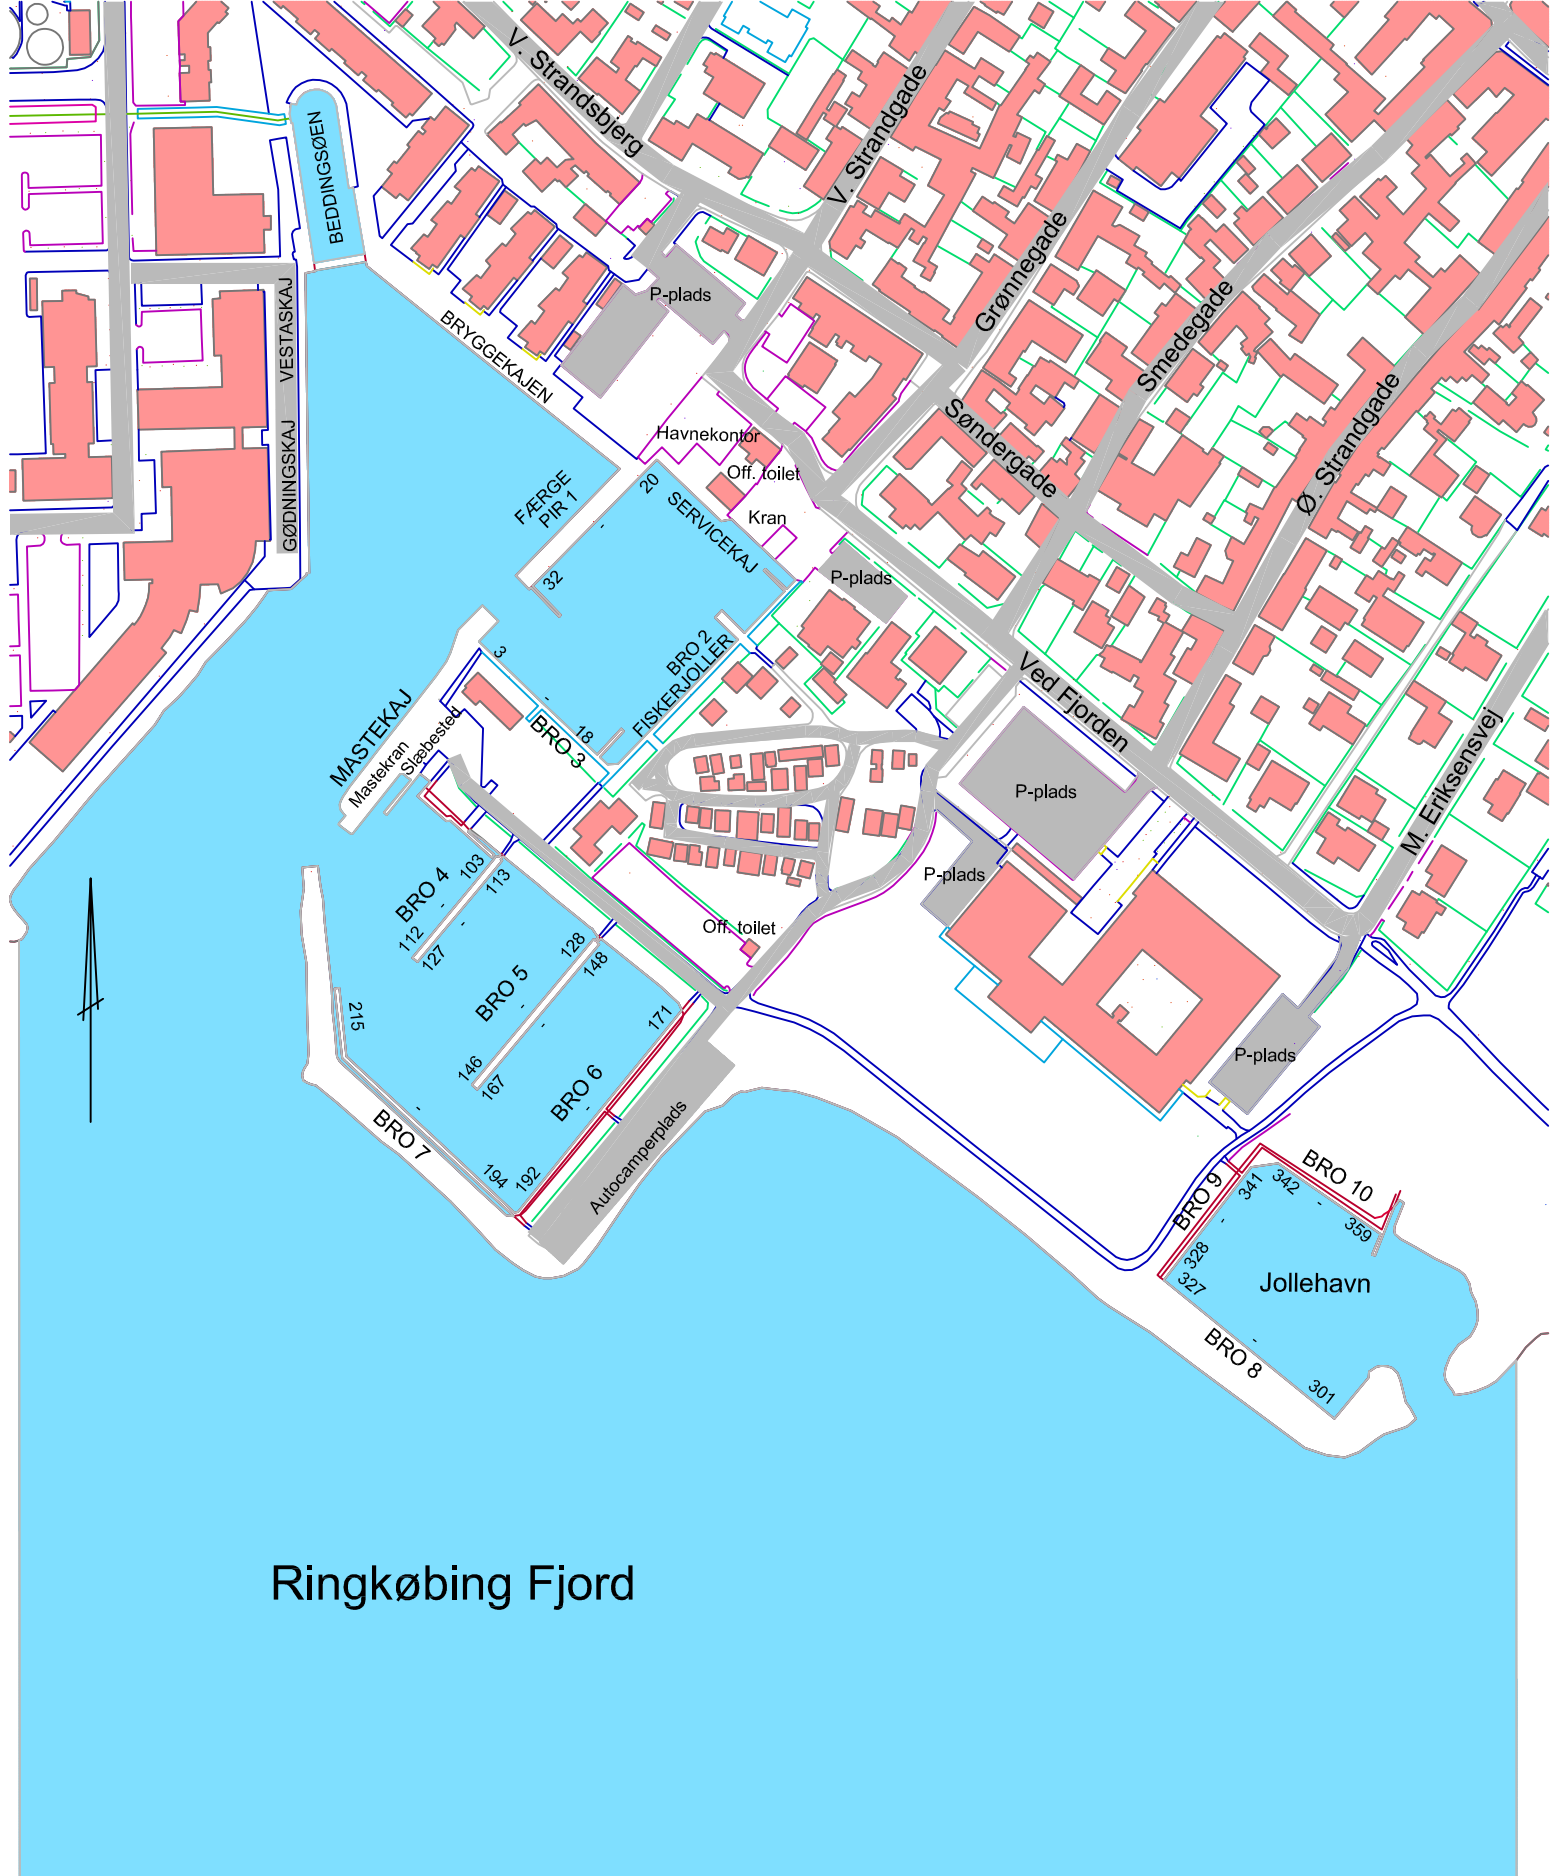 V. Strandsbjerg
V. Strandgade
BEDDINGSØEN
Grønnegade
Smedegade
P-plads
VESTASKAJ
BRYGGEKAJEN
Søndergade
Ø. Strandgade
GØDNINGSKAJ
Havnekontor
Off. toilet
FÆRGE
PIR 1
20
SERVICEKAJ
Kran
32
P-plads
3
-
18
BRO 2
FISKERJOLLER
Ved Fjorden
MASTEKAJ
Mastekran
Slæbested
BRO 3
P-plads
M. Eriksensvej
BRO 4
103
-
112
113
-
127
P-plads
Off. toilet
BRO 5
128
-
146
148
-
167
215
-
194
BRO 7
171
-
192
BRO 6
Autocamperplads
P-plads
BRO 9
341
-
328
342
-
359
BRO 10
327
-
301
BRO 8
Jollehavn
Ringkøbing Fjord